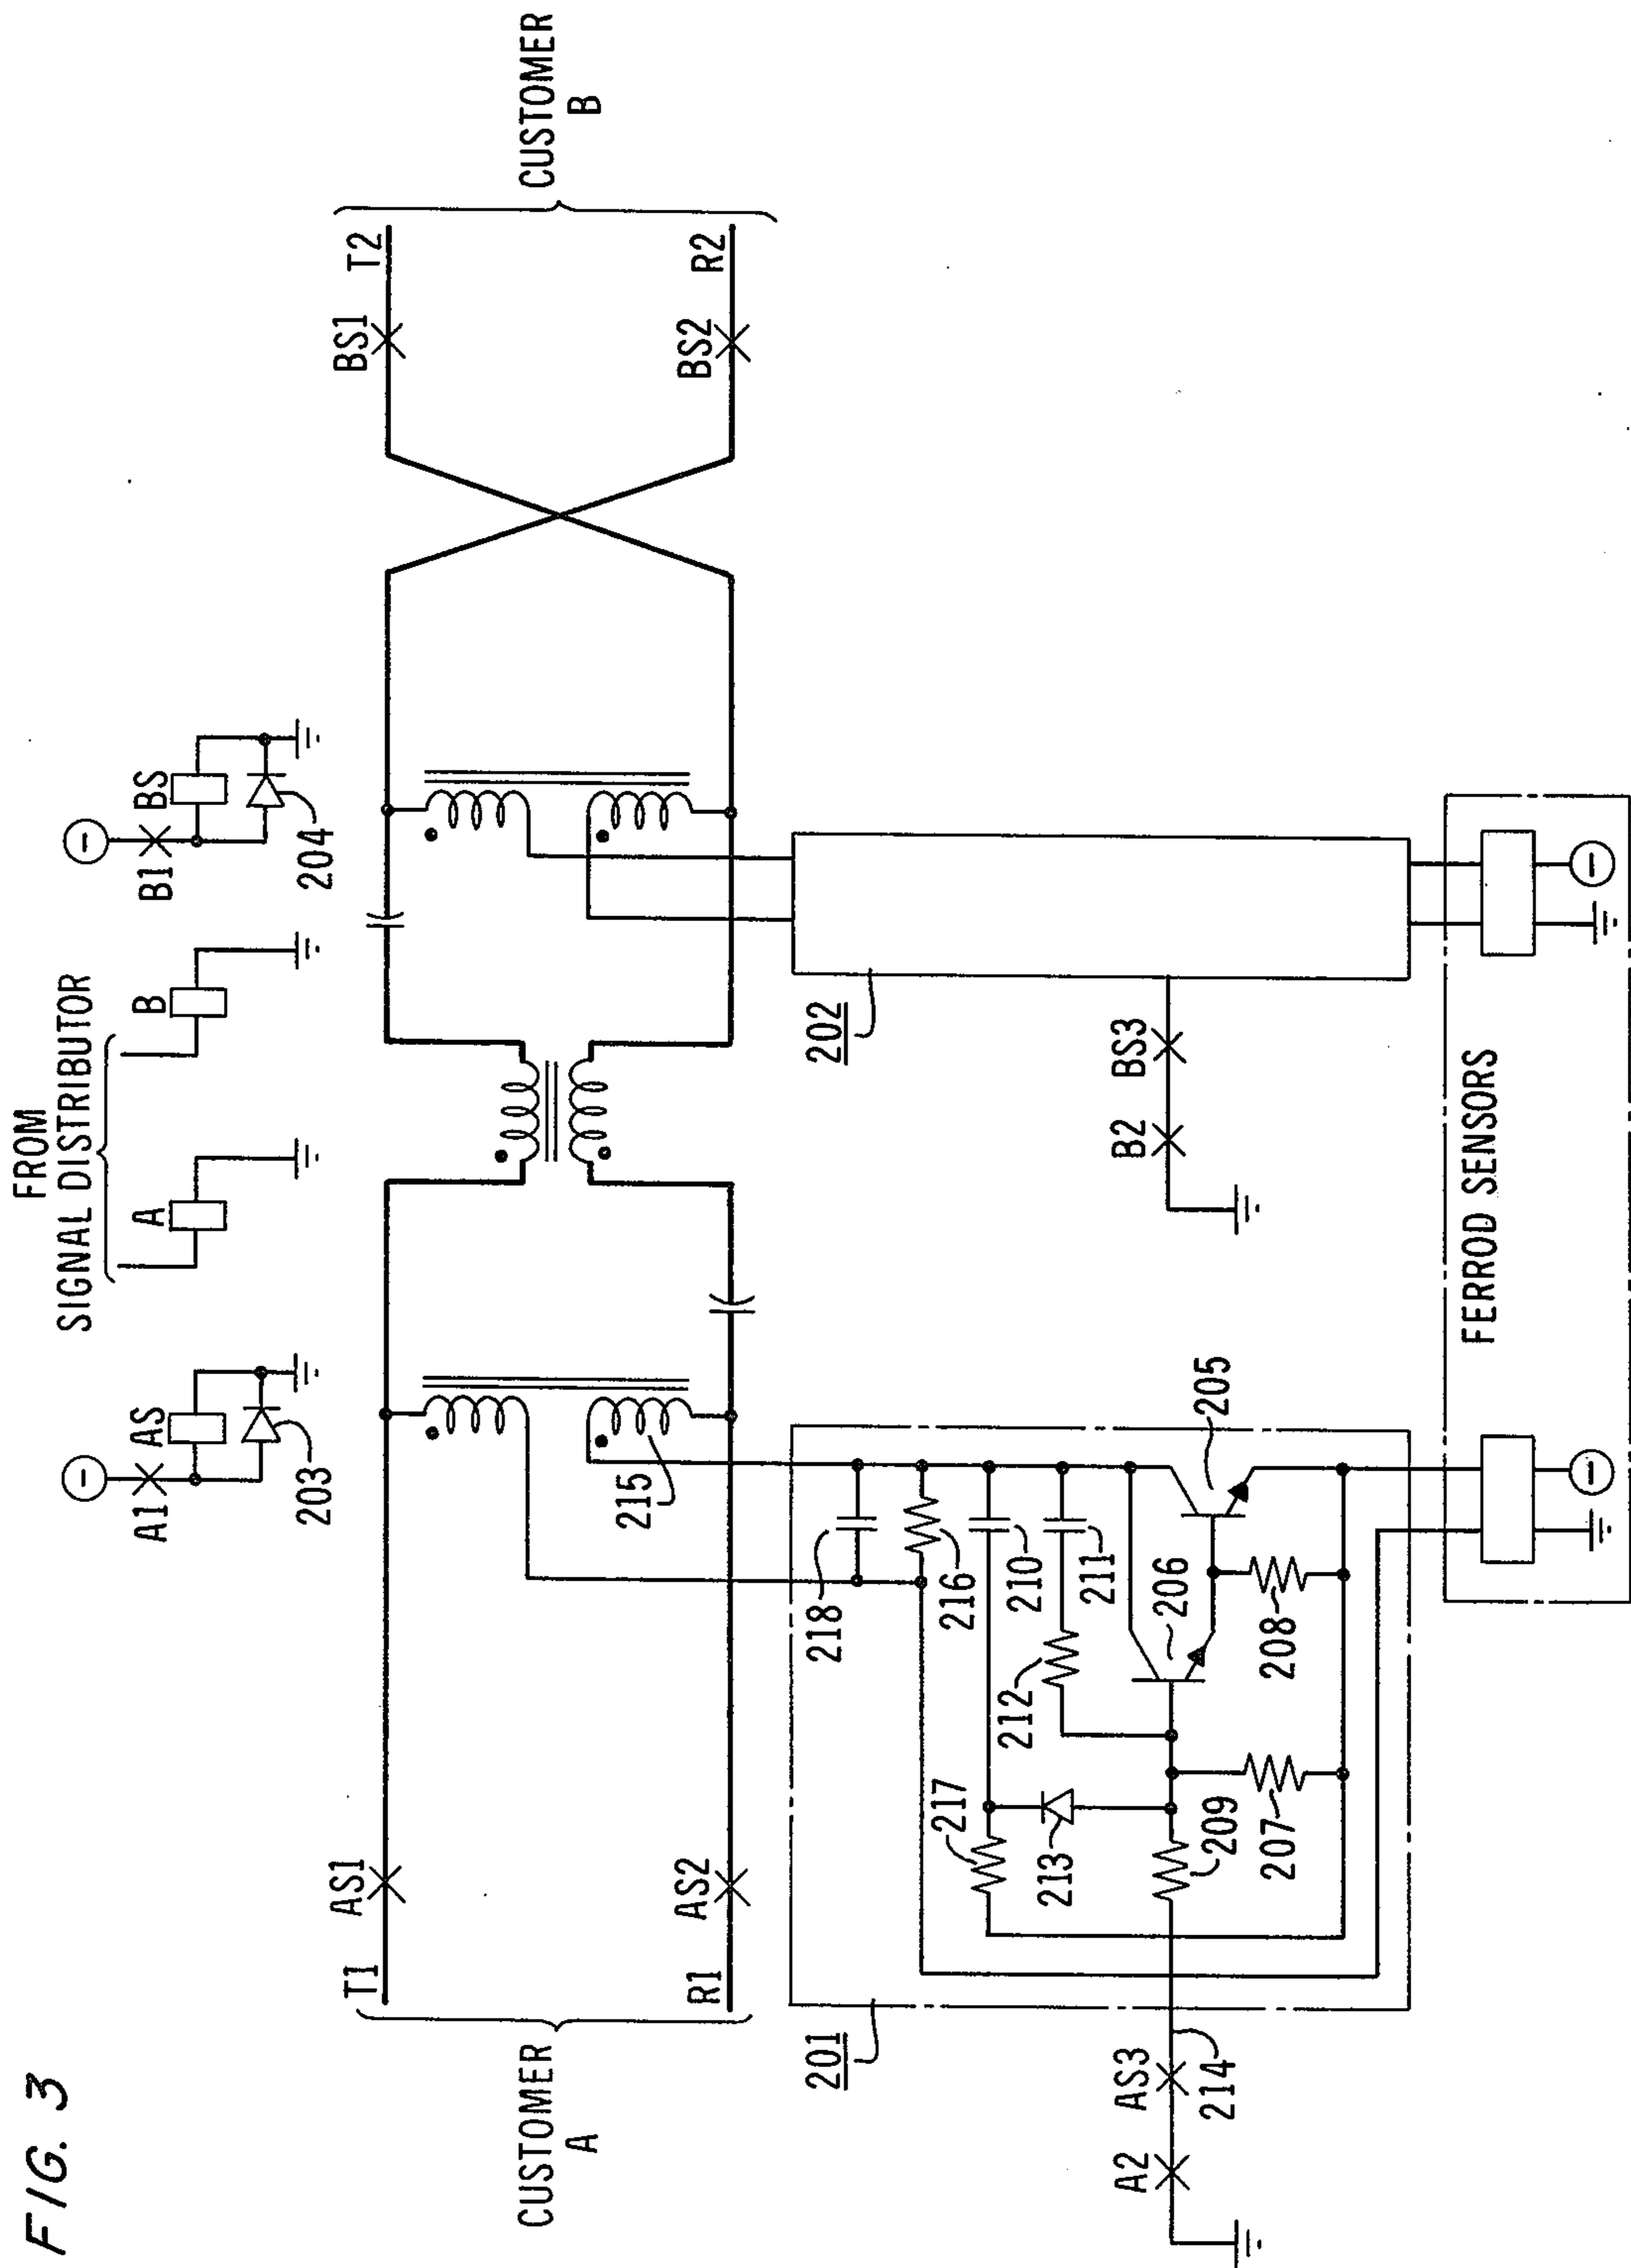 FIG. 3
FROM
SIGNAL DISTRIBUTOR
A1
AS
203
A
B
B1
BS
204
CUSTOMER
A
T1
AS1
R1
AS2
215
BS1
T2
BS2
R2
CUSTOMER
B
201
218
216
210
211
212
206
205
217
213
209
207
208
A2
AS3
214
202
B2
BS3
FERROD SENSORS